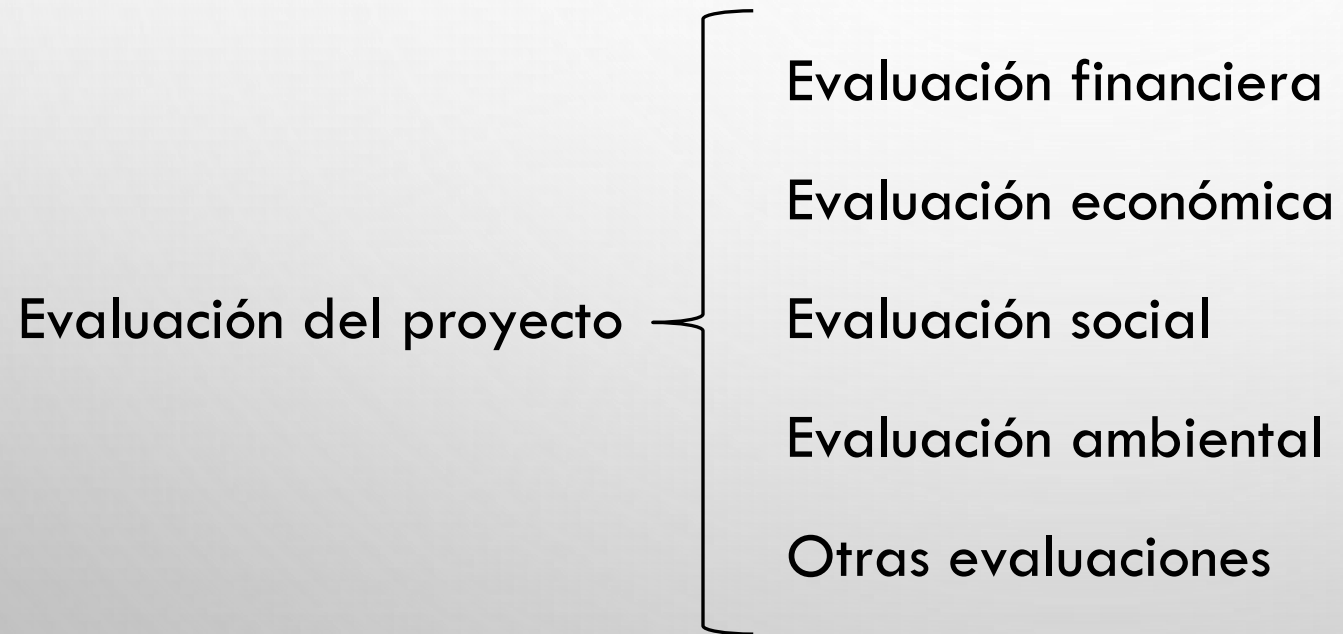 Evaluación del proyecto
Evaluación financiera
Evaluación económica
Evaluación social
Evaluación ambiental
Otras evaluaciones